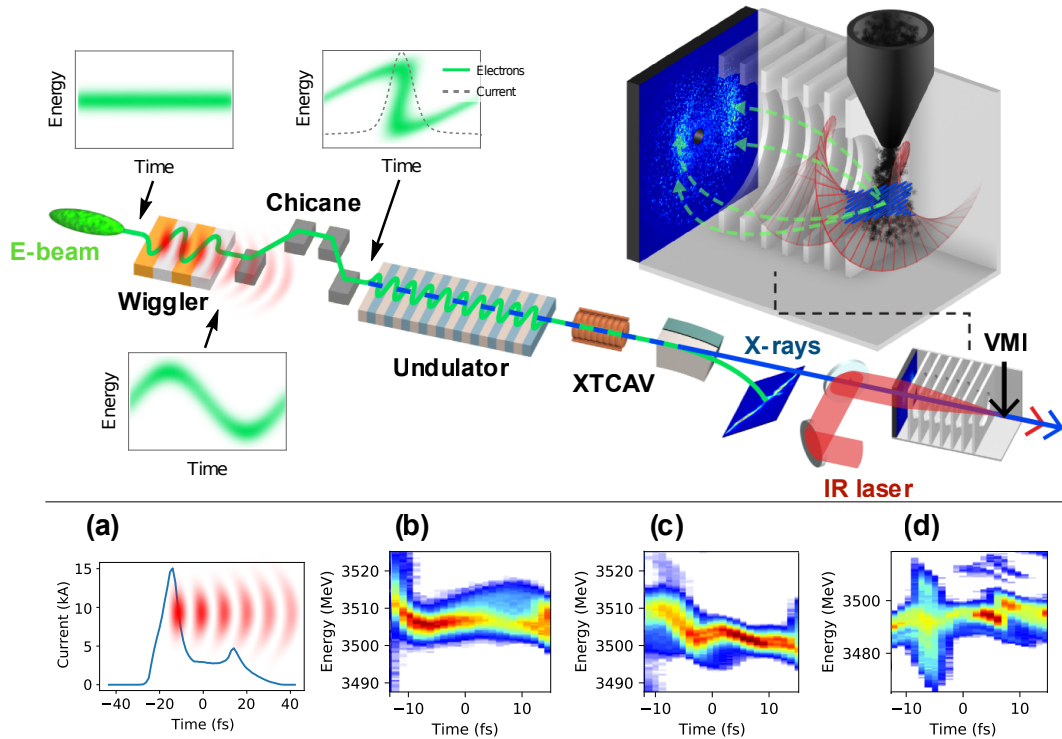 Energy
Time
Energy
Electrons
Current
Time
E-beam
Wiggler
Chicane
Undulator
XTCAV
X-rays
VMI
IR laser
Energy
Time
(a)
(b)
(c)
(d)
Current (kA)
15
10
5
0
−40 −20 0 20 40
Time (fs)
Energy (MeV)
3520
3510
3500
3490
−10 0 10
Time (fs)
Energy (MeV)
3520
3510
3500
3490
−10 0 10
Time (fs)
Energy (MeV)
3500
3480
−10 0 10
Time (fs)